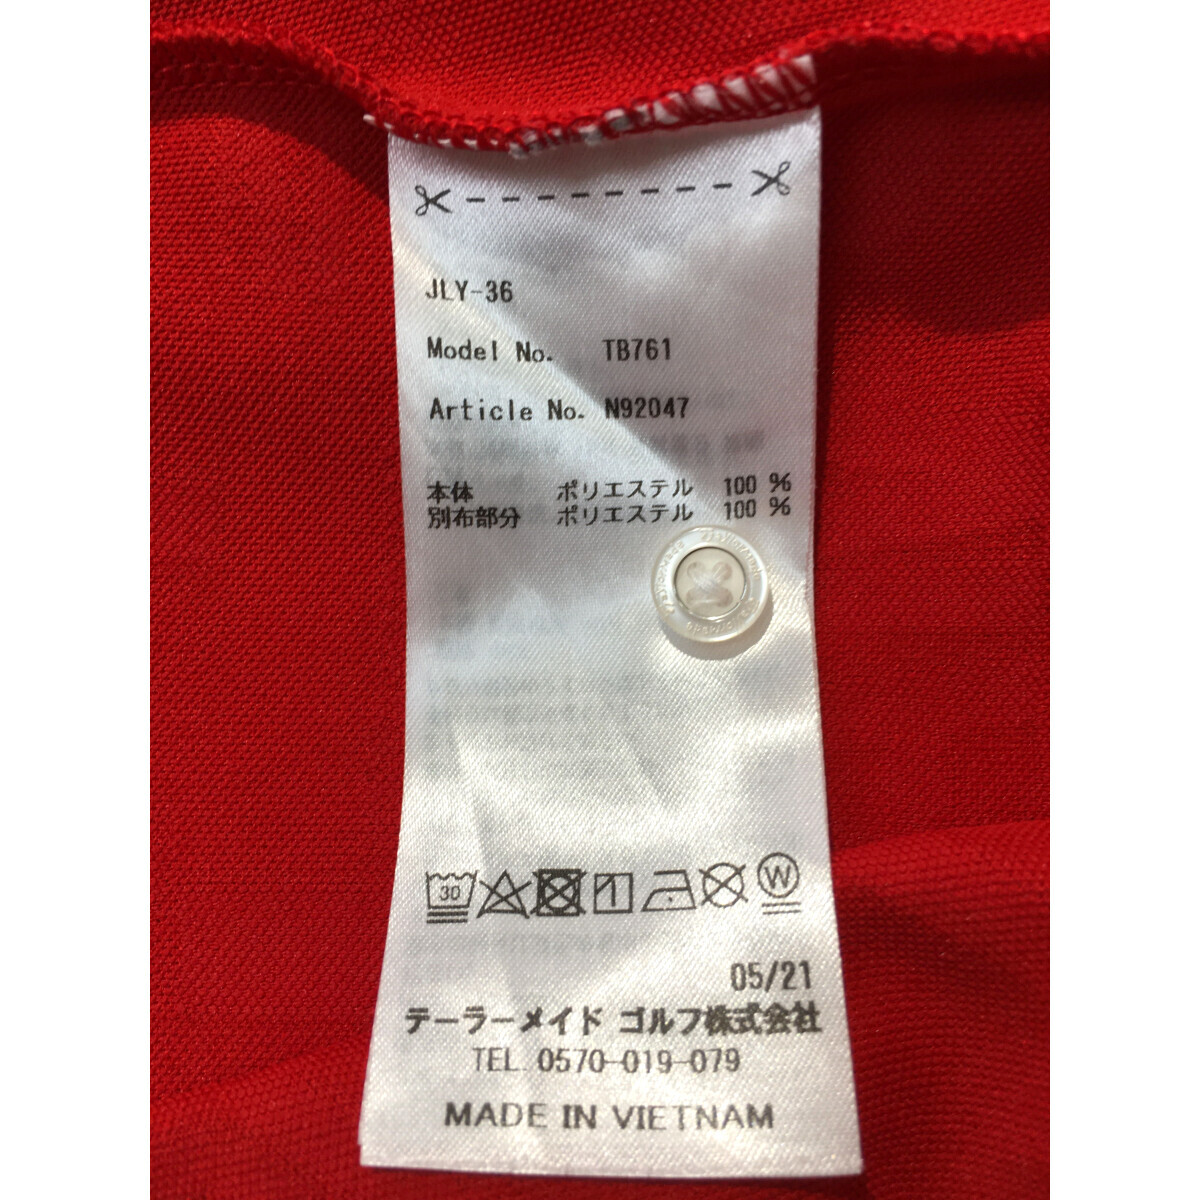 JLY-36
Model No. TB761
Article No. N92047
本体 ポリエステル 100 %
別布部分 ポリエステル 100 %
30
W
05/21
テーラーメイド ゴルフ株式会社
TEL. 0570-019-079
MADE IN VIETNAM